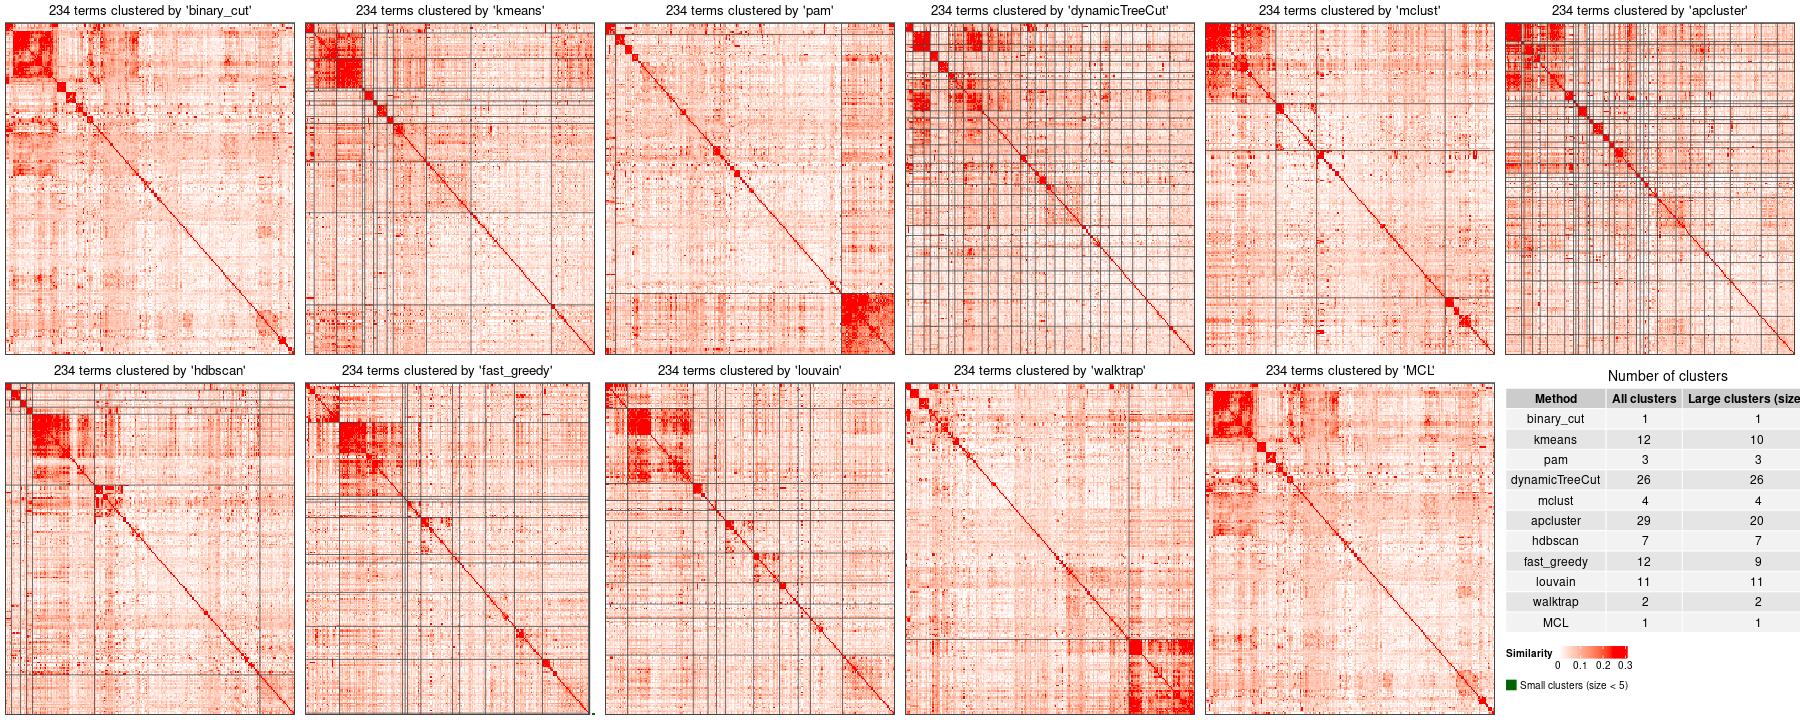 234 terms clustered by 'binary_cut'
234 terms clustered by 'kmeans'
234 terms clustered by 'pam'
234 terms clustered by 'dynamicTreeCut'
234 terms clustered by 'mclust'
234 terms clustered by 'apcluster'
234 terms clustered by 'hdbscan'
234 terms clustered by 'fast_greedy'
234 terms clustered by 'louvain'
234 terms clustered by 'walktrap'
234 terms clustered by 'MCL'
Number of clusters
Method All clusters Large clusters (size
binary_cut 1 1
kmeans 12 10
pam 3 3
dynamicTreeCut 26 26
mclust 4 4
apcluster 29 20
hdbscan 7 7
fast_greedy 12 9
louvain 11 11
walktrap 2 2
MCL 1 1
Similarity
0 0.1 0.2 0.3
Small clusters (size < 5)